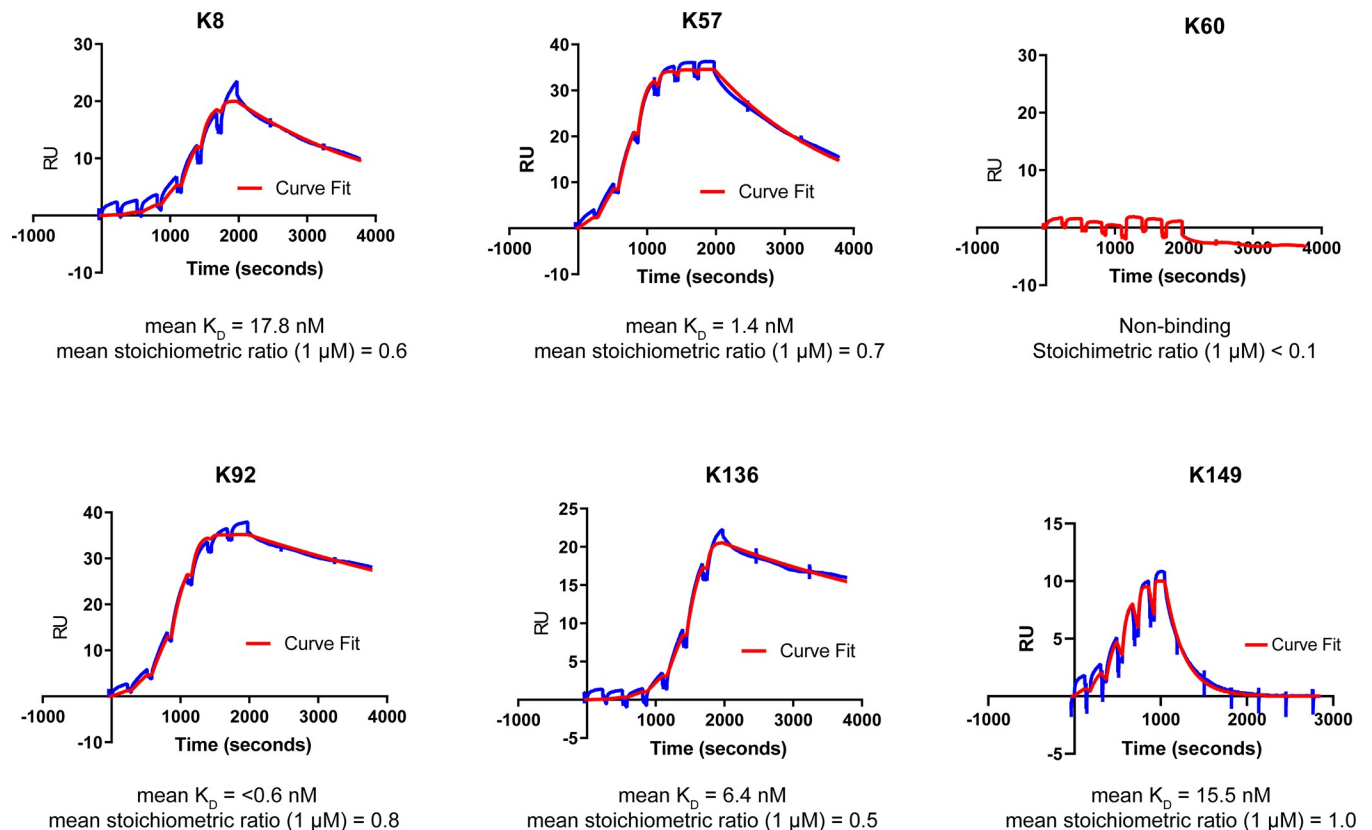 K8
30
20
10
-10
RU
-1000
1000
2000
3000
4000
Time (seconds)
Curve Fit
mean KD = 17.8 nM
mean stoichiometric ratio (1 µM) = 0.6
K57
40
30
20
10
-10
RU
-1000
1000
2000
3000
4000
Time (seconds)
Curve Fit
mean KD = 1.4 nM
mean stoichiometric ratio (1 µM) = 0.7
K60
30
20
10
0
-10
RU
-1000
1000
2000
3000
4000
Time (seconds)
Non-binding
Stoichimetric ratio (1 µM) < 0.1
K92
40
30
20
10
-10
RU
-1000
1000
2000
3000
4000
Time (seconds)
Curve Fit
mean KD = <0.6 nM
mean stoichiometric ratio (1 µM) = 0.8
K136
25
20
15
10
5
-5
RU
-1000
1000
2000
3000
4000
Time (seconds)
Curve Fit
mean KD = 6.4 nM
mean stoichiometric ratio (1 µM) = 0.5
K149
15
10
5
-5
RU
-1000
1000
2000
3000
Time (seconds)
Curve Fit
mean KD = 15.5 nM
mean stoichiometric ratio (1 µM) = 1.0